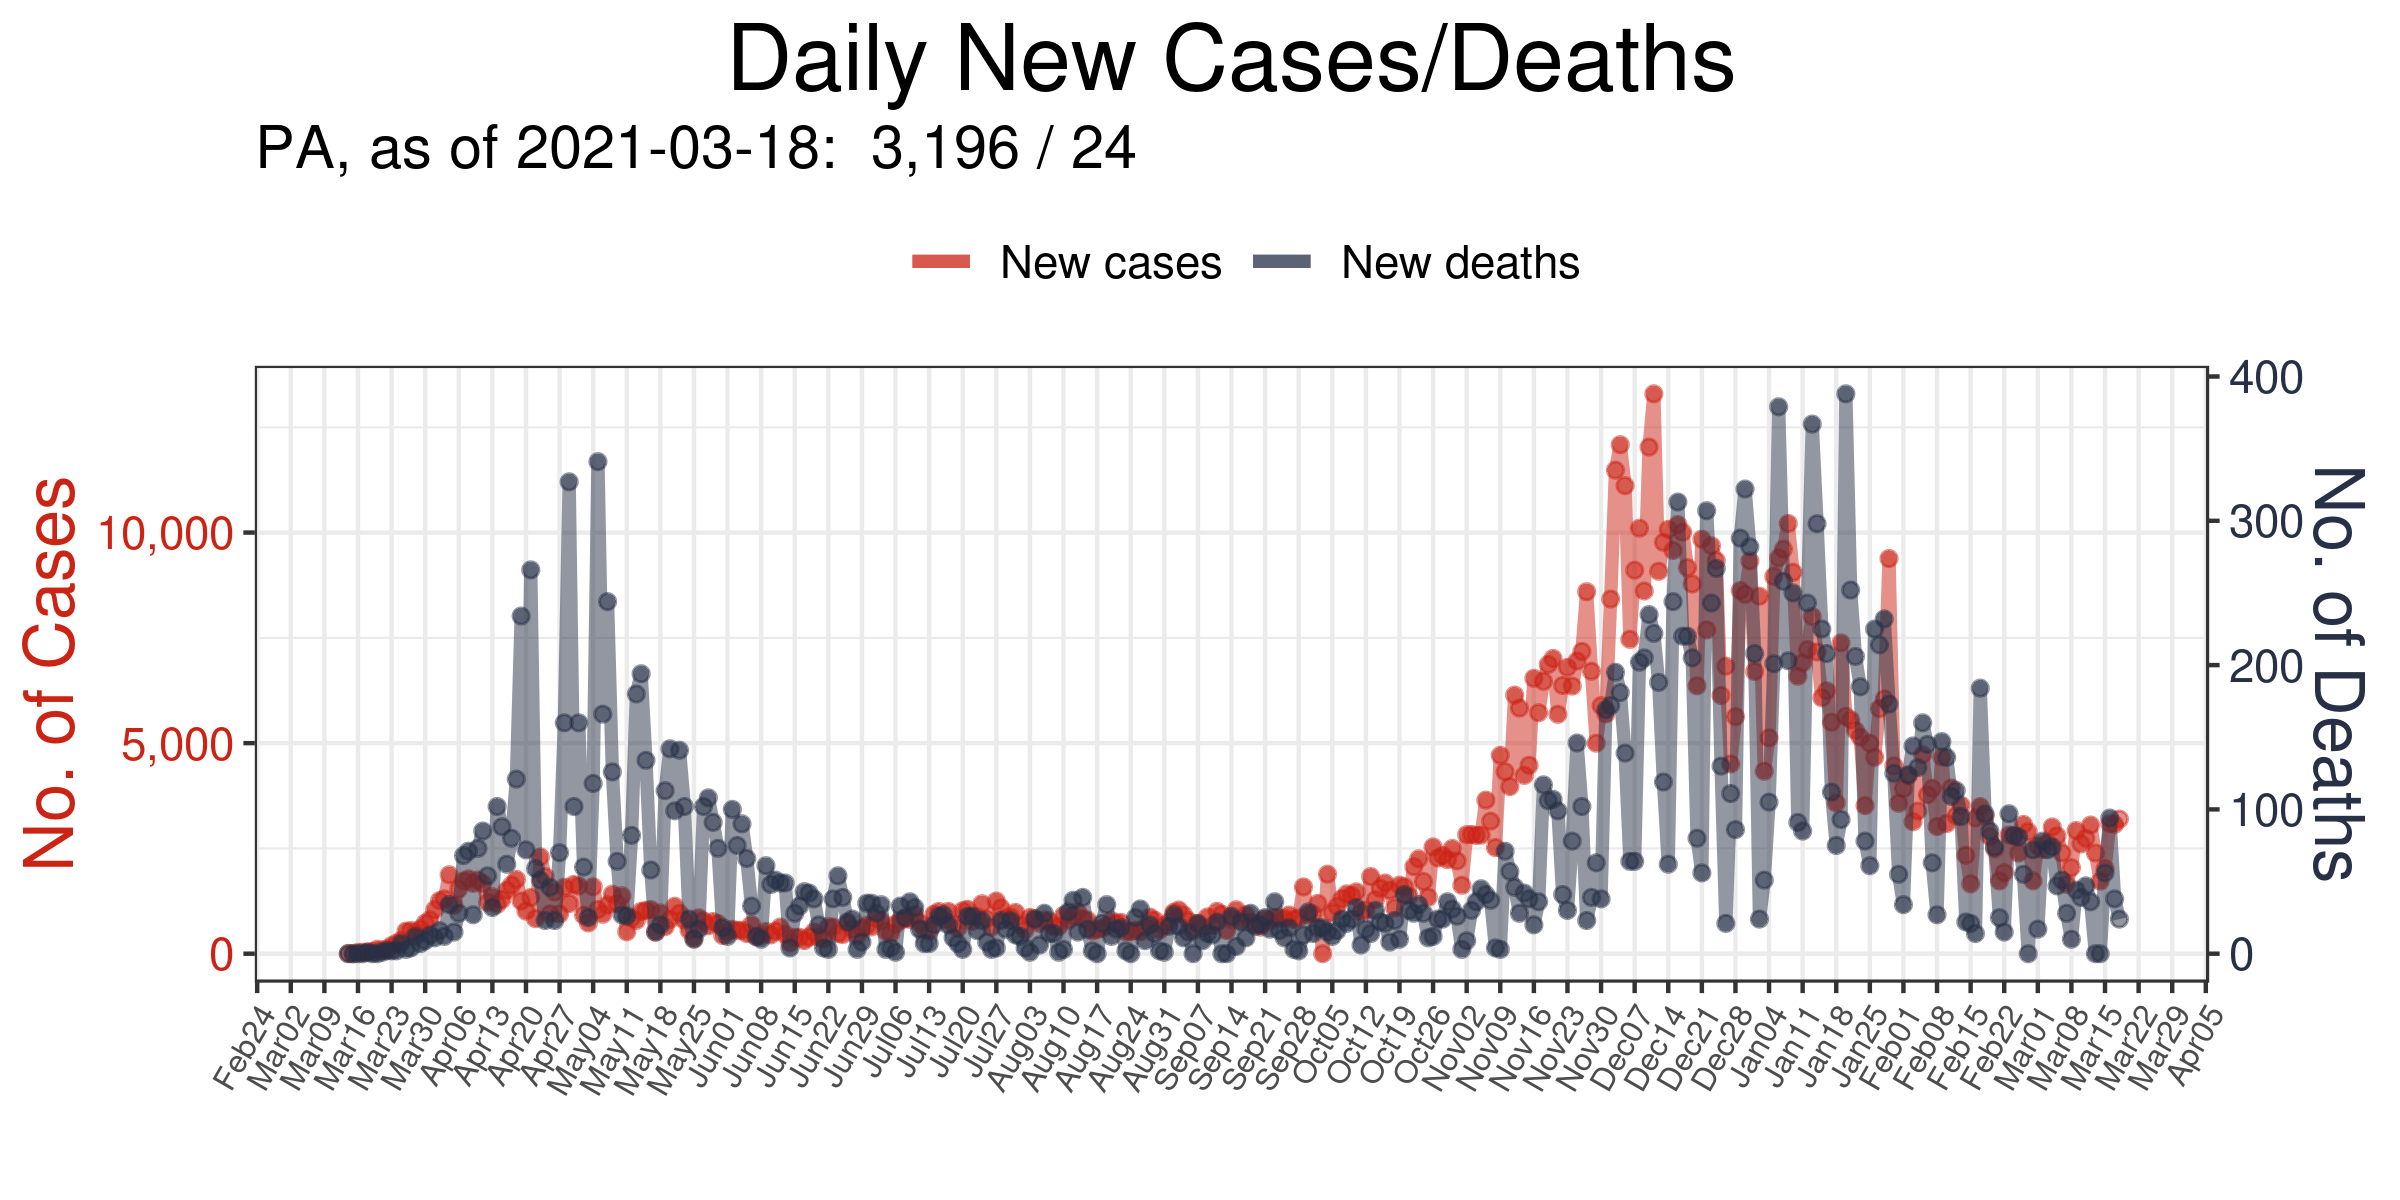 Daily New Cases/Deaths
PA, as of 2021-03-18:  3,196 / 24
New cases New deaths
No. of Cases
10,000
5,000
0
400
300
200
100
0
No. of Deaths
Feb24 Mar02 Mar09 Mar16 Mar23 Mar30 Apr06 Apr13 Apr20 Apr27 May04 May11 May18 May25 Jun01 Jun08 Jun15 Jun22 Jun29 Jul06 Jul13 Jul20 Jul27 Aug03 Aug10 Aug17 Aug24 Aug31 Sep07 Sep14 Sep21 Sep28 Oct05 Oct12 Oct19 Oct26 Nov02 Nov09 Nov16 Nov23 Nov30 Dec07 Dec14 Dec21 Dec28 Dec04 Jan11 Jan18 Jan25 Feb01 Feb08 Feb15 Feb22 Mar01 Mar08 Mar15 Mar22 Mar29 Apr05